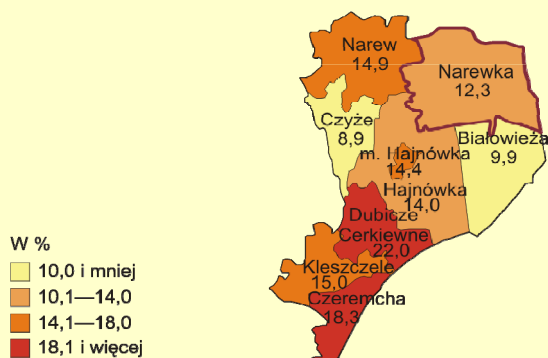 Narew
14,9
Narewka
12,3
Czyże
8,9
Białowieża
9,9
m. Hajnówka
14,4
Hajnówka
14,0
Dubicze
Cerkiewne
22,0
Kleszczele
15,0
Czeremcha
18,3
W %
10,0 i mniej
10,1—14,0
14,1—18,0
18,1 i więcej